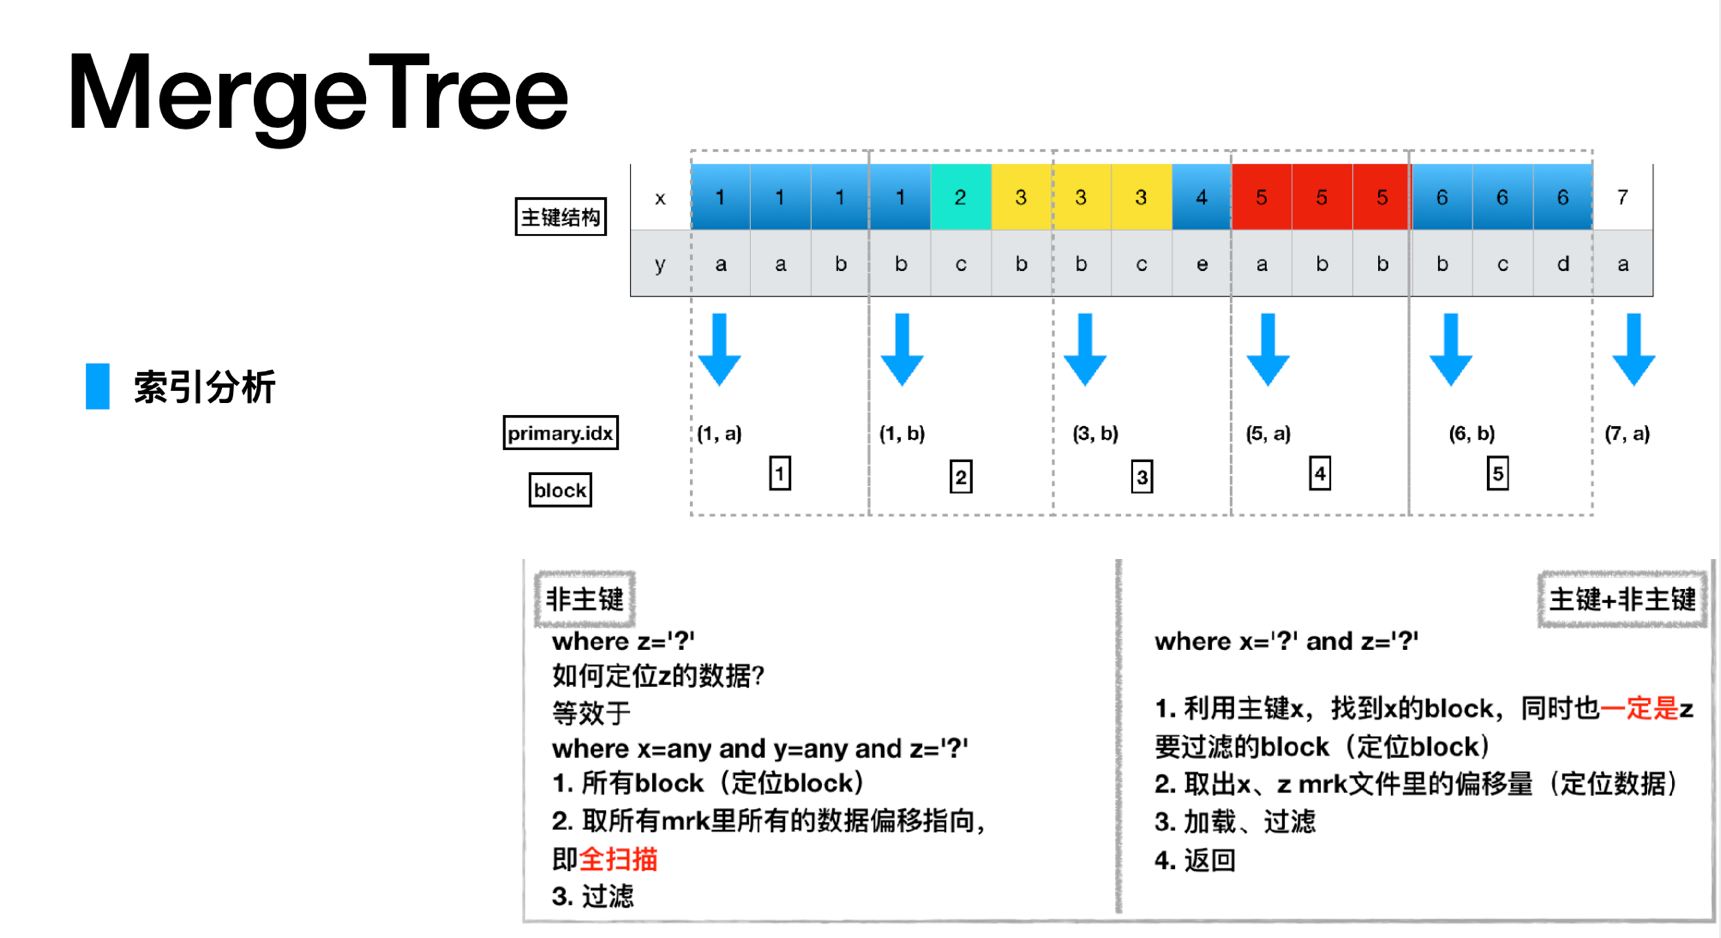 MergeTree
主键结构
x 1 1 1 1 2 3 3 3 4 5 5 5 6 6 6 7
y a a b b c b b c e a b b b c d a
索引分析
primary.idx (1, a) (1, b) (3, b) (5, a) (6, b) (7, a)
block 1 2 3 4 5
非主键
where z='?'
如何定位z的数据?
等效于
where x=any and y=any and z='?'
1. 所有block（定位block）
2. 取所有mrk里所有的数据偏移指向，
即全扫描
3. 过滤
主键+非主键
where x='?' and z='?'
1. 利用主键x，找到x的block，同时也一定是z
要过滤的block（定位block）
2. 取出x、z mrk文件里的偏移量（定位数据）
3. 加载、过滤
4. 返回